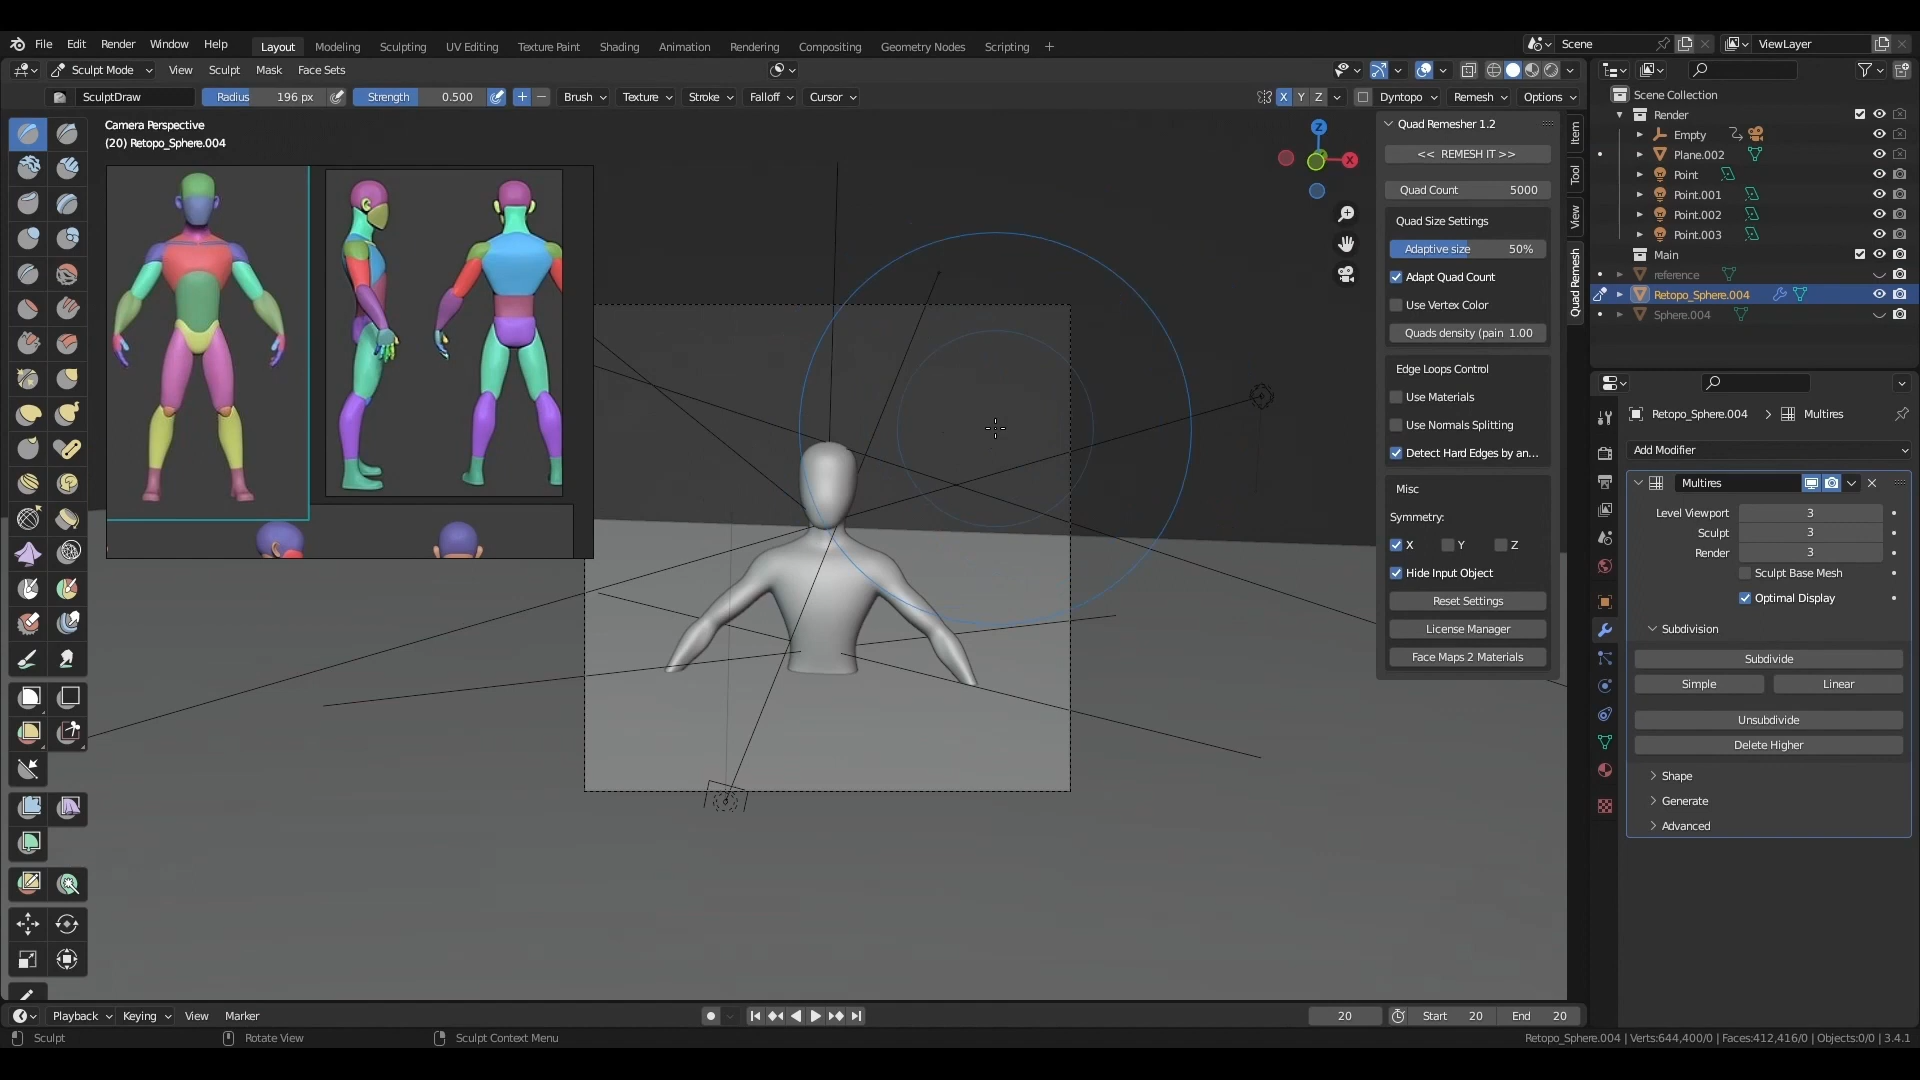 File Edit Render Window Help Layout Modeling Sculpting UV Editing Texture Paint Shading Animation Rendering Compositing Geometry Nodes Scripting + Scene ViewLayer
Sculpt Mode View Sculpt Mask Face Sets
SculptDraw Radius 196 px Strength 0.500 Brush Texture Stroke Falloff Cursor X Y Z Dyntopo Remesh Options
Camera Perspective
(20) Retopo_Sphere.004
Z
X
Quad Remesher 1.2
<< REMESH IT >>
Quad Count 5000
Quad Size Settings
Adaptive size 50%
Adapt Quad Count
Use Vertex Color
Quads density (pain 1.00
Edge Loops Control
Use Materials
Use Normals Splitting
Detect Hard Edges by an...
Misc
Symmetry:
X Y Z
Hide Input Object
Reset Settings
License Manager
Face Maps 2 Materials
Item
Tool
View
Quad Remesh
Scene Collection
Render
Empty
Plane.002
Point
Point.001
Point.002
Point.003
Main
reference
Retopo_Sphere.004
Sphere.004
Retopo_Sphere.004 > Multires
Add Modifier
Multires
Level Viewport 3
Sculpt 3
Render 3
Sculpt Base Mesh
Optimal Display
Subdivision
Subdivide
Simple Linear
Unsubdivide
Delete Higher
Shape
Generate
Advanced
Playback Keying View Marker 20 Start 20 End 20
Sculpt Rotate View Sculpt Context Menu Retopo_Sphere.004 | Verts:644,400/0 | Faces:412,416/0 | Objects:0/0 | 3.4.1